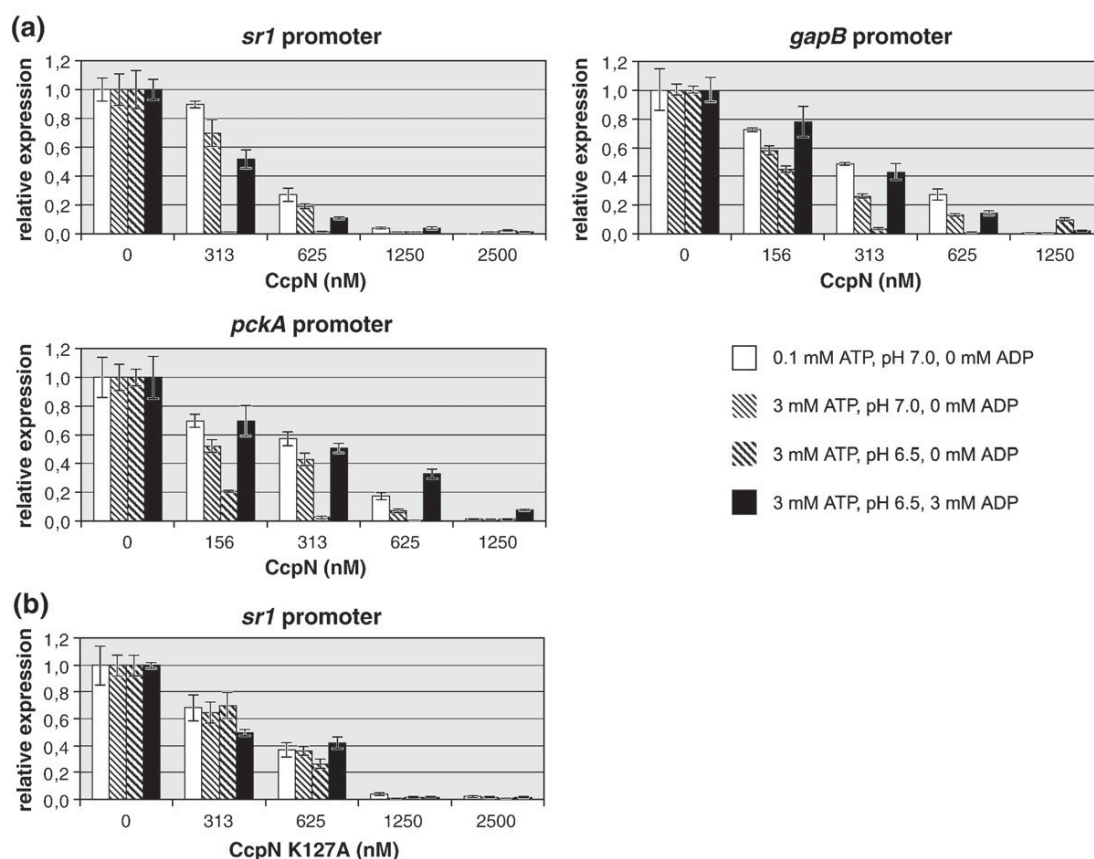 (a)
sr1 promoter
relative expression
1,2
1,0
0,8
0,6
0,4
0,2
0,0
0 313 625 1250 2500
CcpN (nM)
gapB promoter
relative expression
1,2
1,0
0,8
0,6
0,4
0,2
0,0
0 156 313 625 1250
CcpN (nM)
pckA promoter
relative expression
1,2
1,0
0,8
0,6
0,4
0,2
0,0
0 156 313 625 1250
CcpN (nM)
0.1 mM ATP, pH 7.0, 0 mM ADP
3 mM ATP, pH 7.0, 0 mM ADP
3 mM ATP, pH 6.5, 0 mM ADP
3 mM ATP, pH 6.5, 3 mM ADP
(b)
sr1 promoter
relative expression
1,2
1,0
0,8
0,6
0,4
0,2
0,0
0 313 625 1250 2500
CcpN K127A (nM)